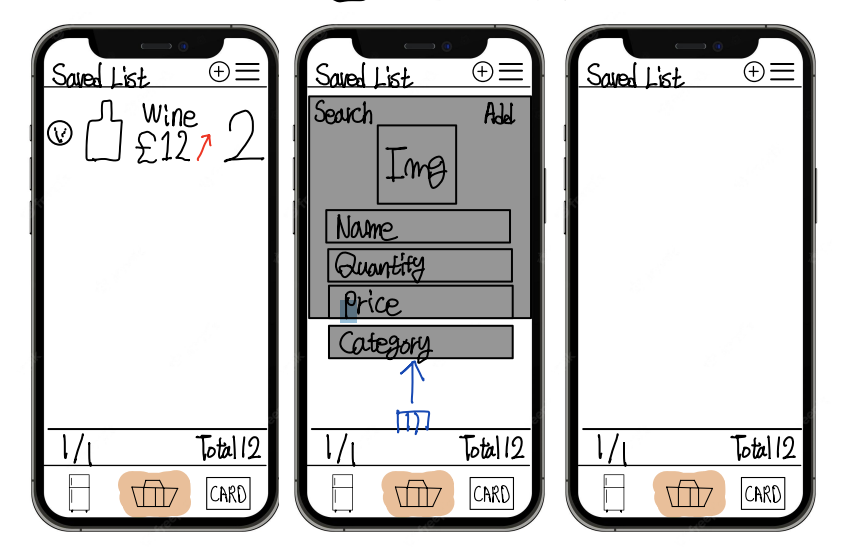 Saved List
Wine
£12
2
1/1
Total 12
CARD
Saved List
Search
Add
Img
Name
Quantity
Price
Category
1/1
Total 12
CARD
Saved List
1/1
Total 12
CARD